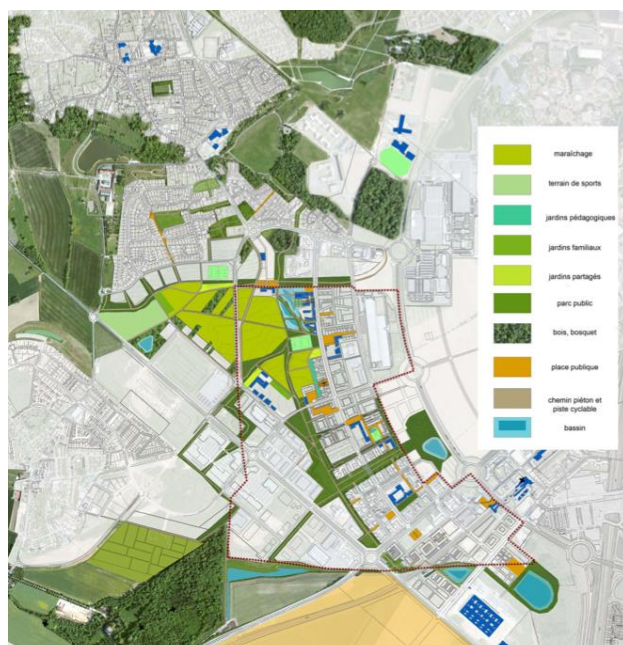 maraîchage
terrain de sports
jardins pédagogiques
jardins familiaux
jardins partagés
parc public
bois, bosquet
place publique
chemin piéton et
piste cyclable
bassin